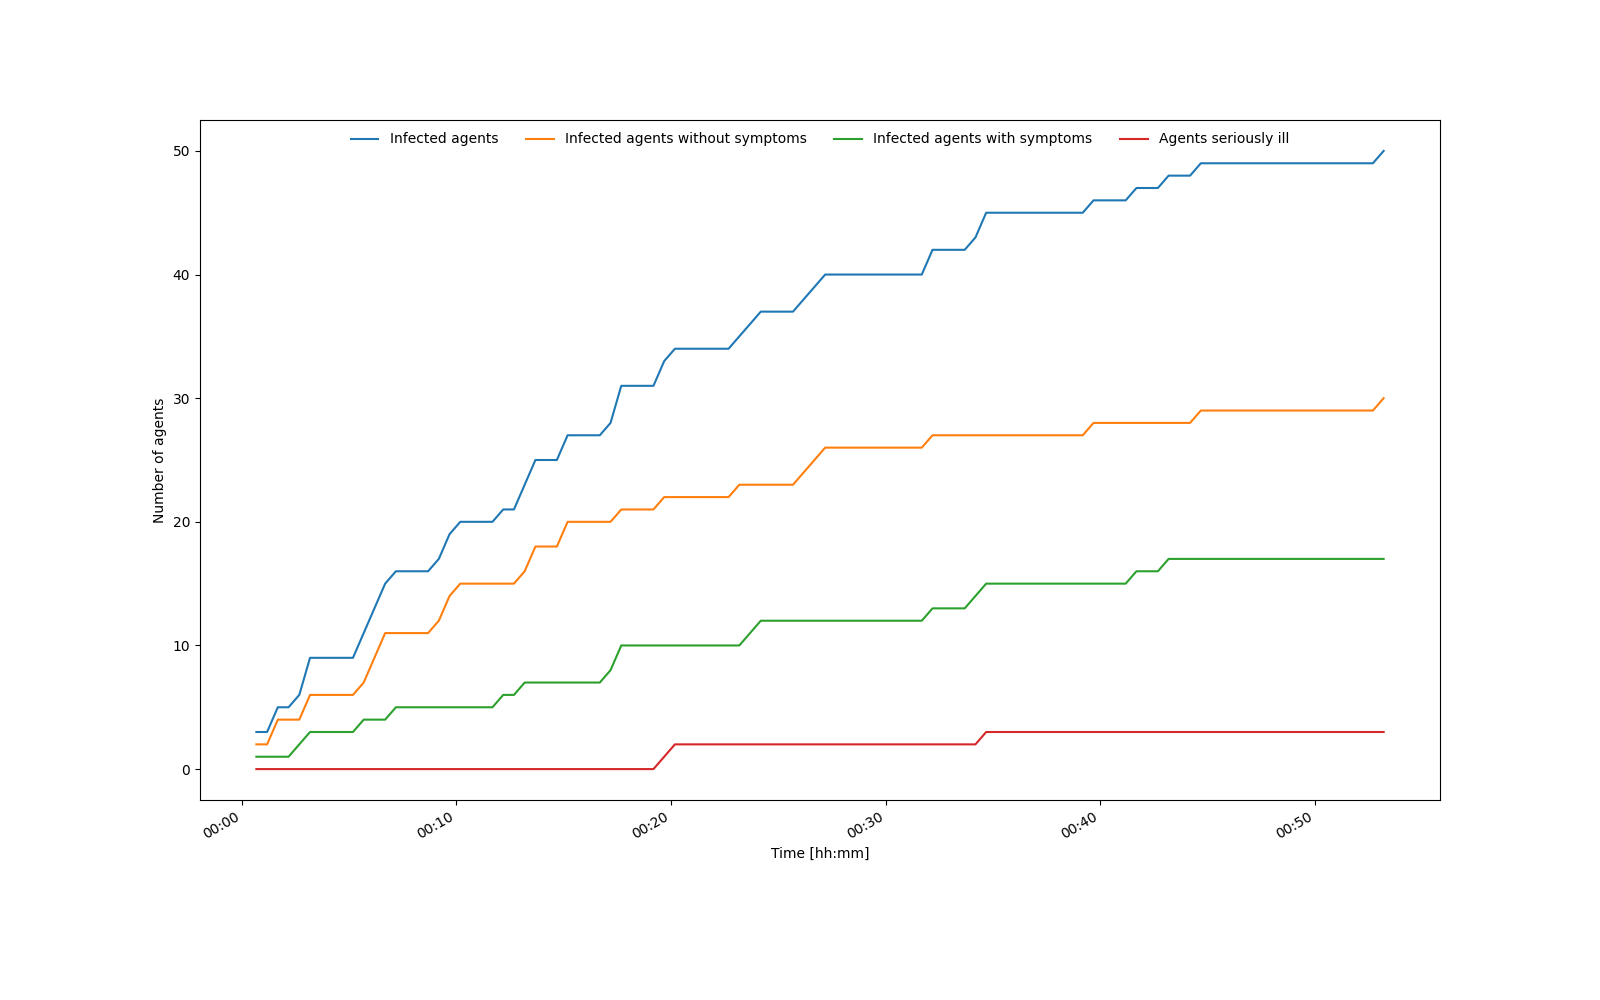 Infected agents Infected agents without symptoms Infected agents with symptoms Agents seriously ill
50
40
30
20
10
0
Number of agents
00:00 00:10 00:20 00:30 00:40 00:50
Time [hh:mm]